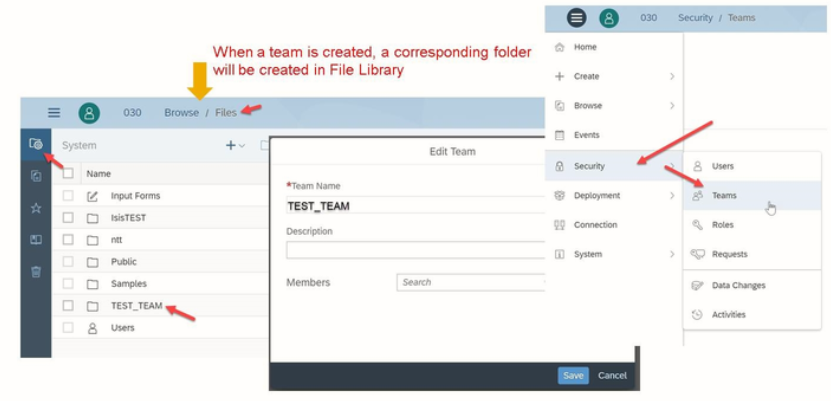 When a team is created, a corresponding folder
will be created in File Library
030 Browse / Files
System
Name
Input Forms
IsisTEST
ntt
Public
Samples
TEST_TEAM
Users
Edit Team
*Team Name
TEST_TEAM
Description
Members Search
Save Cancel
030 Security / Teams
Home
Create
Browse
Events
Security
Deployment
Connection
System
Users
Teams
Roles
Requests
Data Changes
Activities